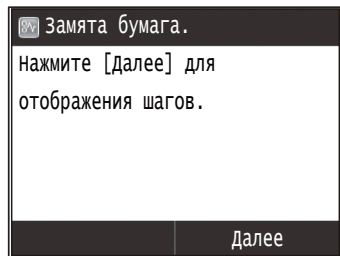 Замята бумага.
Нажмите [Далее] для
отображения шагов.
Далее